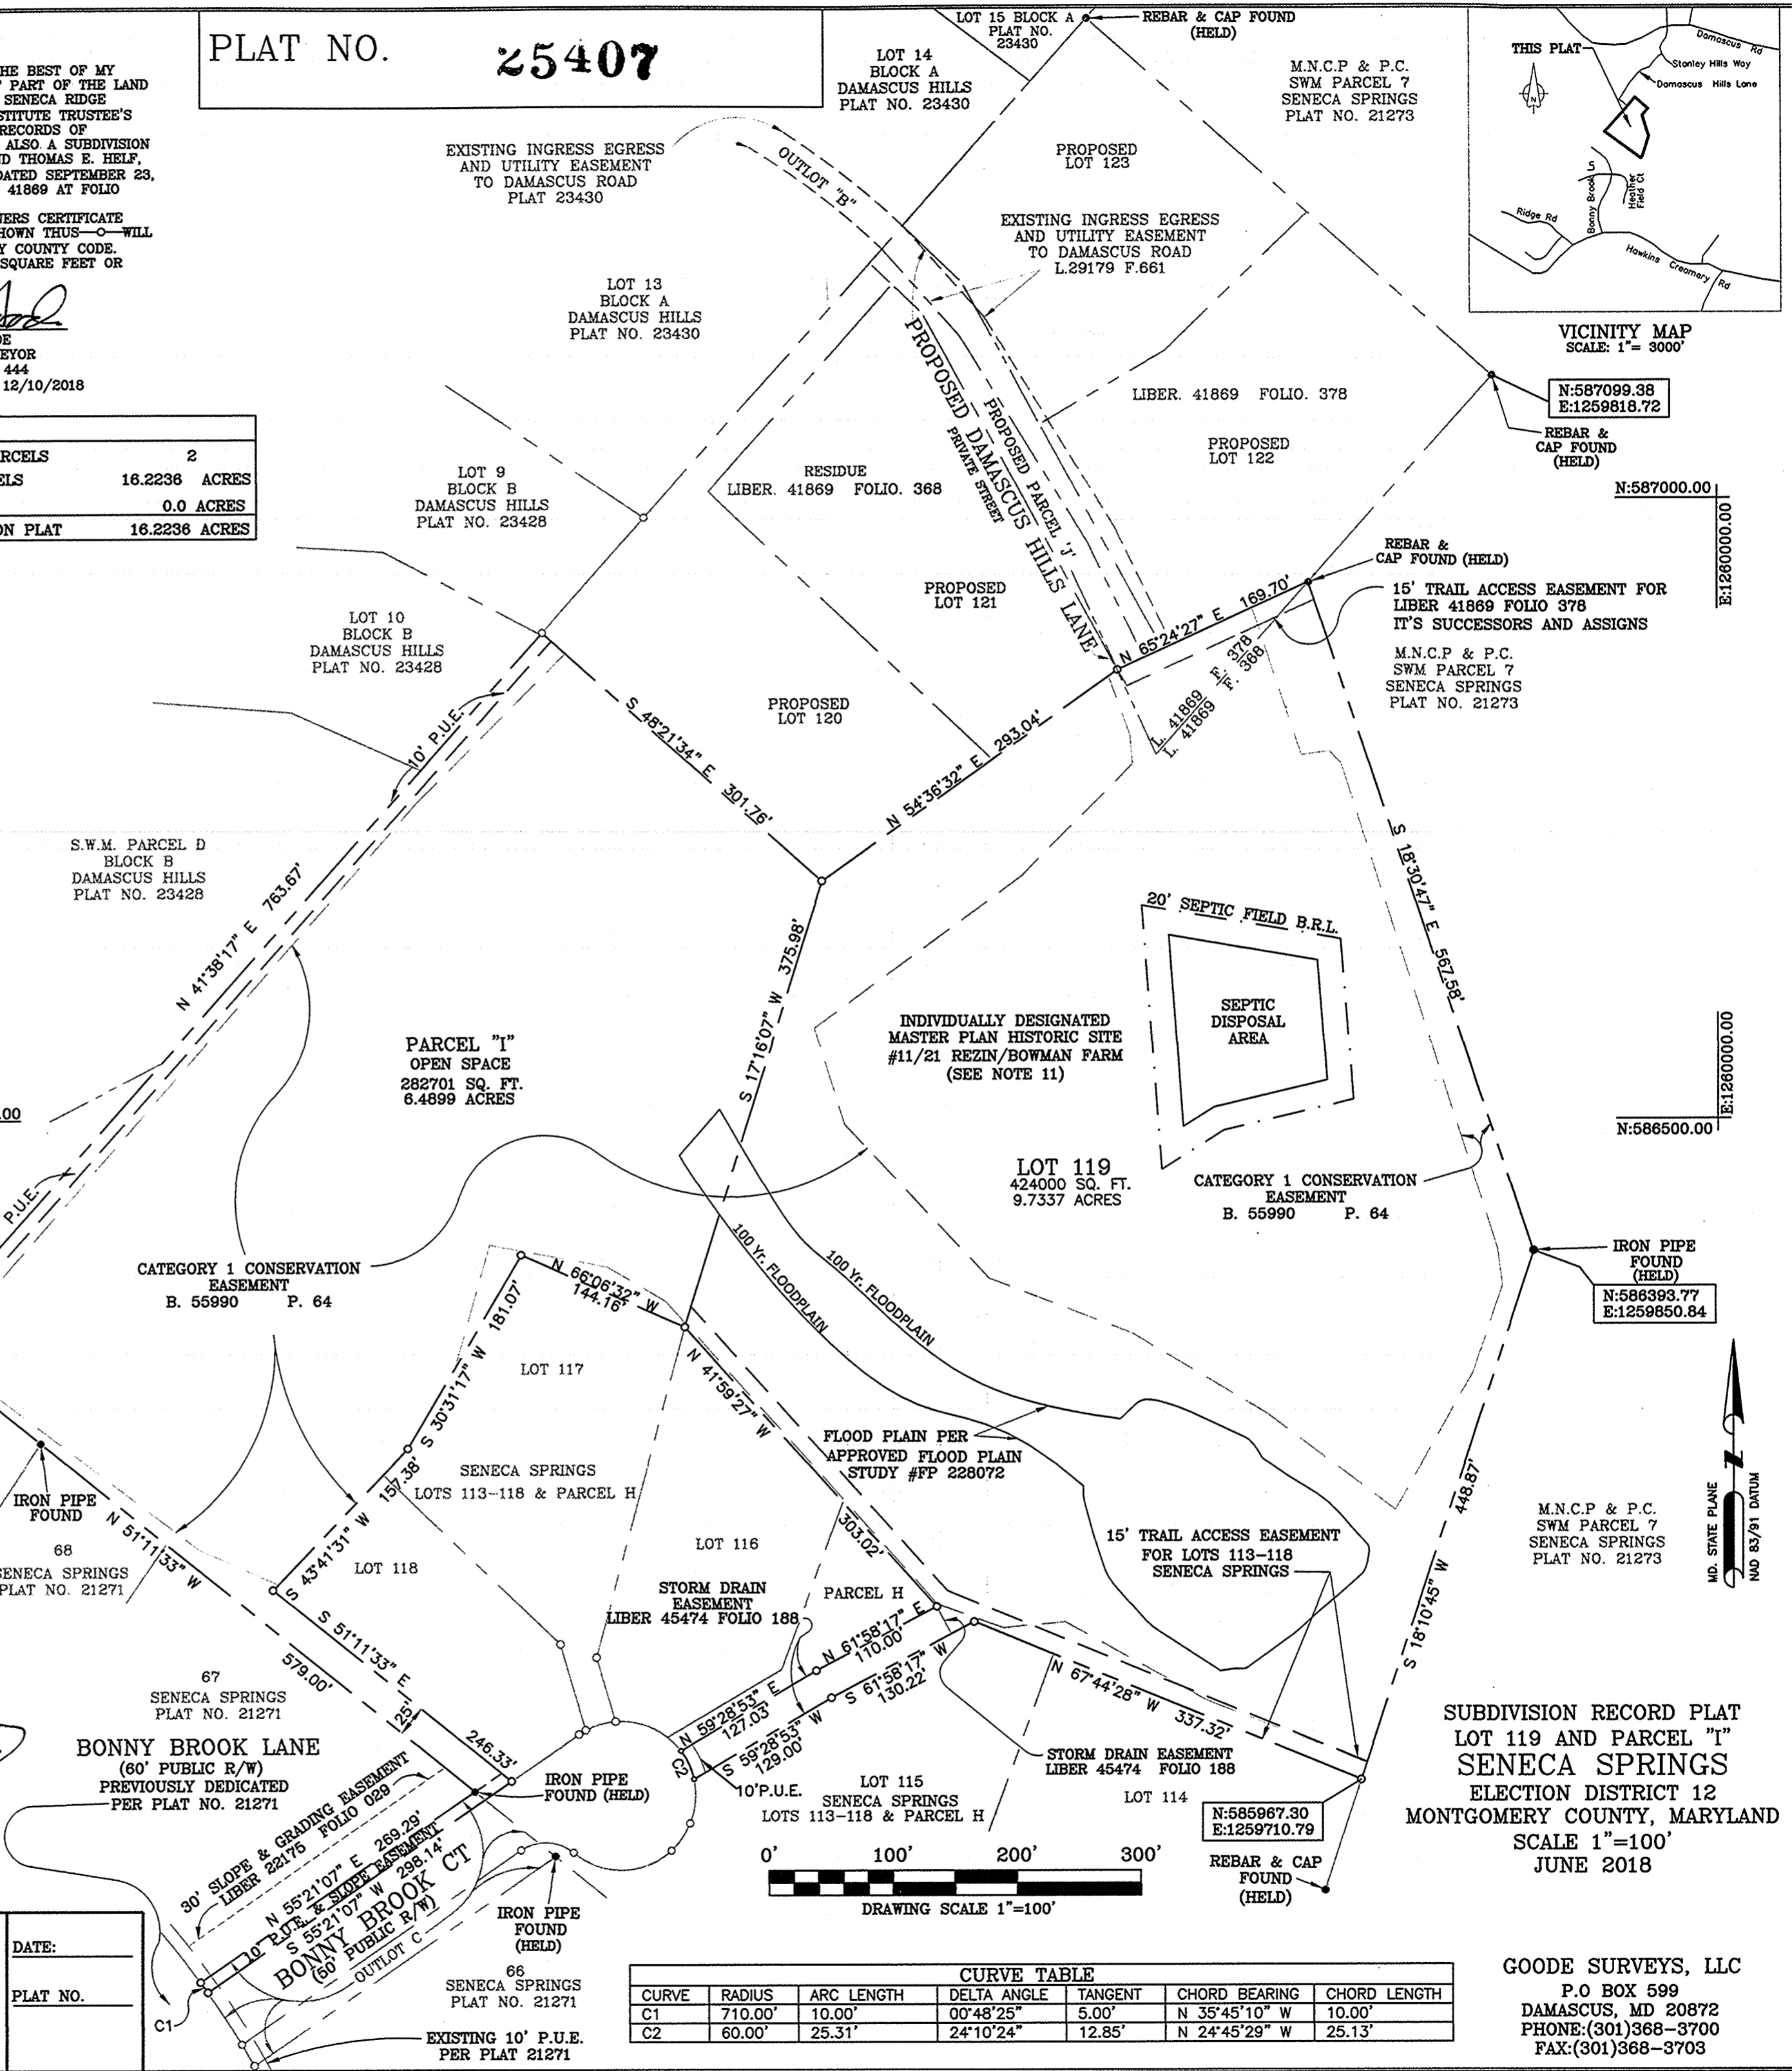 PLAT NO. 25407
HE BEST OF MY
PART OF THE LAND
SENECA RIDGE
STITUTE TRUSTEE'S
RECORDS OF
ALSO A SUBDIVISION
ND THOMAS E. HELF,
DATED SEPTEMBER 23,
41869 AT FOLIO
NERS CERTIFICATE
HOWN THUS—O—WILL
Y COUNTY CODE.
SQUARE FEET OR
DE
EYOR
444
12/10/2018
RCELS 2
ELS 16.2236 ACRES
0.0 ACRES
ON PLAT 16.2236 ACRES
LOT 15 BLOCK A
PLAT NO.
23430
REBAR & CAP FOUND
(HELD)
LOT 14
BLOCK A
DAMASCUS HILLS
PLAT NO. 23430
M.N.C.P & P.C.
SWM PARCEL 7
SENECA SPRINGS
PLAT NO. 21273
THIS PLAT
N
Damascus Rd
Stanley Hills Way
Damascus Hills Lane
Bonny Brook Ln
Heather
Field Ct
Ridge Rd
Hawkins Creamery Rd
VICINITY MAP
SCALE: 1"= 3000'
EXISTING INGRESS EGRESS
AND UTILITY EASEMENT
TO DAMASCUS ROAD
PLAT 23430
OUTLOT "B"
PROPOSED
LOT 123
EXISTING INGRESS EGRESS
AND UTILITY EASEMENT
TO DAMASCUS ROAD
L.29179 F.661
LOT 13
BLOCK A
DAMASCUS HILLS
PLAT NO. 23430
PROPOSED DAMASCUS HILLS LANE
PRIVATE STREET
PROPOSED PARCEL 'J'
LIBER. 41869 FOLIO. 378
PROPOSED
LOT 122
N:587099.38
E:1259818.72
REBAR &
CAP FOUND
(HELD)
N:587000.00
E:1260000.00
LOT 9
BLOCK B
DAMASCUS HILLS
PLAT NO. 23428
RESIDUE
LIBER. 41869 FOLIO. 368
PROPOSED
LOT 121
REBAR &
CAP FOUND (HELD)
N 65°24'27" E 169.70'
15' TRAIL ACCESS EASEMENT FOR
LIBER 41869 FOLIO 378
IT'S SUCCESSORS AND ASSIGNS
LOT 10
BLOCK B
DAMASCUS HILLS
PLAT NO. 23428
L. 41869 F. 378
L. 41869 F. 368
M.N.C.P & P.C.
SWM PARCEL 7
SENECA SPRINGS
PLAT NO. 21273
PROPOSED
LOT 120
10' P.U.E.
S 48°21'34" E 301.76'
N 54°36'32" E 293.04'
S.W.M. PARCEL D
BLOCK B
DAMASCUS HILLS
PLAT NO. 23428
N 41°38'17" E 763.67'
S 18°30'47" E 567.58'
20' SEPTIC FIELD B.R.L.
SEPTIC
DISPOSAL
AREA
S 17°16'07" W 375.98'
INDIVIDUALLY DESIGNATED
MASTER PLAN HISTORIC SITE
#11/21 REZIN/BOWMAN FARM
(SEE NOTE 11)
PARCEL "I"
OPEN SPACE
282701 SQ. FT.
6.4899 ACRES
.00
E:1260000.00
N:586500.00
LOT 119
424000 SQ. FT.
9.7337 ACRES
CATEGORY 1 CONSERVATION
EASEMENT
B. 55990 P. 64
P.U.E.
100 Yr. FLOODPLAIN
100 Yr. FLOODPLAIN
CATEGORY 1 CONSERVATION
EASEMENT
B. 55990 P. 64
IRON PIPE
FOUND
(HELD)
N:586393.77
E:1259850.84
N 66°06'32" W
144.16'
S 30°31'17" W 181.07'
LOT 117
N 41°59'27" W
303.02'
FLOOD PLAIN PER
APPROVED FLOOD PLAIN
STUDY #FP 228072
SENECA SPRINGS
LOTS 113-118 & PARCEL H
IRON PIPE
FOUND
N 51°11'33" W
579.00'
S 43°41'31" W 157.38'
68
SENECA SPRINGS
PLAT NO. 21271
LOT 118
LOT 116
S 18°10'45" W 448.87'
M.N.C.P & P.C.
SWM PARCEL 7
SENECA SPRINGS
PLAT NO. 21273
MD. STATE PLANE
NAD 83/91 DATUM
15' TRAIL ACCESS EASEMENT
FOR LOTS 113-118
SENECA SPRINGS
STORM DRAIN
EASEMENT
LIBER 45474 FOLIO 188
PARCEL H
S 51°11'33" E
246.33'
25'
N 61°58'17" E
110.00'
S 61°58'17" W
130.22'
N 59°28'53" E
127.03'
S 59°28'53" W
129.00'
C2
10'P.U.E.
N 67°44'28" W 337.32'
67
SENECA SPRINGS
PLAT NO. 21271
STORM DRAIN EASEMENT
LIBER 45474 FOLIO 188
LOT 114
LOT 115
SENECA SPRINGS
LOTS 113-118 & PARCEL H
BONNY BROOK LANE
(60' PUBLIC R/W)
PREVIOUSLY DEDICATED
PER PLAT NO. 21271
IRON PIPE
FOUND (HELD)
30' SLOPE & GRADING EASEMENT
LIBER 22175 FOLIO 029
N 55°21'07" E 269.29'
10' P.U.E. & SLOPE EASEMENT
S 55°21'07" W 298.14'
BONNY BROOK CT
(50' PUBLIC R/W)
OUTLOT C
IRON PIPE
FOUND
(HELD)
66
SENECA SPRINGS
PLAT NO. 21271
C1
EXISTING 10' P.U.E.
PER PLAT 21271
DATE:
PLAT NO.
0' 100' 200' 300'
DRAWING SCALE 1"=100'
N:585967.30
E:1259710.79
REBAR & CAP
FOUND
(HELD)
SUBDIVISION RECORD PLAT
LOT 119 AND PARCEL "I"
SENECA SPRINGS
ELECTION DISTRICT 12
MONTGOMERY COUNTY, MARYLAND
SCALE 1"=100'
JUNE 2018
CURVE TABLE
CURVE RADIUS ARC LENGTH DELTA ANGLE TANGENT CHORD BEARING CHORD LENGTH
C1 710.00' 10.00' 00°48'25" 5.00' N 35°45'10" W 10.00'
C2 60.00' 25.31' 24°10'24" 12.85' N 24°45'29" W 25.13'
GOODE SURVEYS, LLC
P.O BOX 599
DAMASCUS, MD 20872
PHONE:(301)368-3700
FAX:(301)368-3703